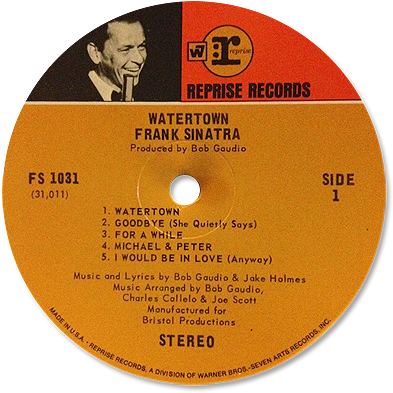 W
r
reprise
REPRISE RECORDS
WATERTOWN
FRANK SINATRA
Produced by Bob Gaudio
FS 1031
(31,011)
SIDE
1
1. WATERTOWN
2. GOODBYE (She Quietly Says)
3. FOR A WHILE
4. MICHAEL & PETER
5. I WOULD BE IN LOVE (Anyway)
Music and Lyrics by Bob Gaudio & Jake Holmes
Music Arranged by Bob Gaudio,
Charles Callelo & Joe Scott
Manufactured for
Bristol Productions
STEREO
MADE IN U.S.A. • REPRISE RECORDS, A DIVISION OF WARNER BROS.-SEVEN ARTS RECORDS, INC.